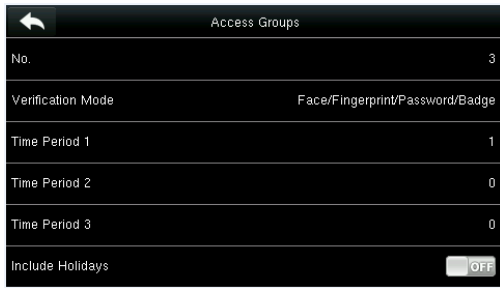 Access Groups
No. 3
Verification Mode Face/Fingerprint/Password/Badge
Time Period 1 1
Time Period 2 0
Time Period 3 0
Include Holidays OFF